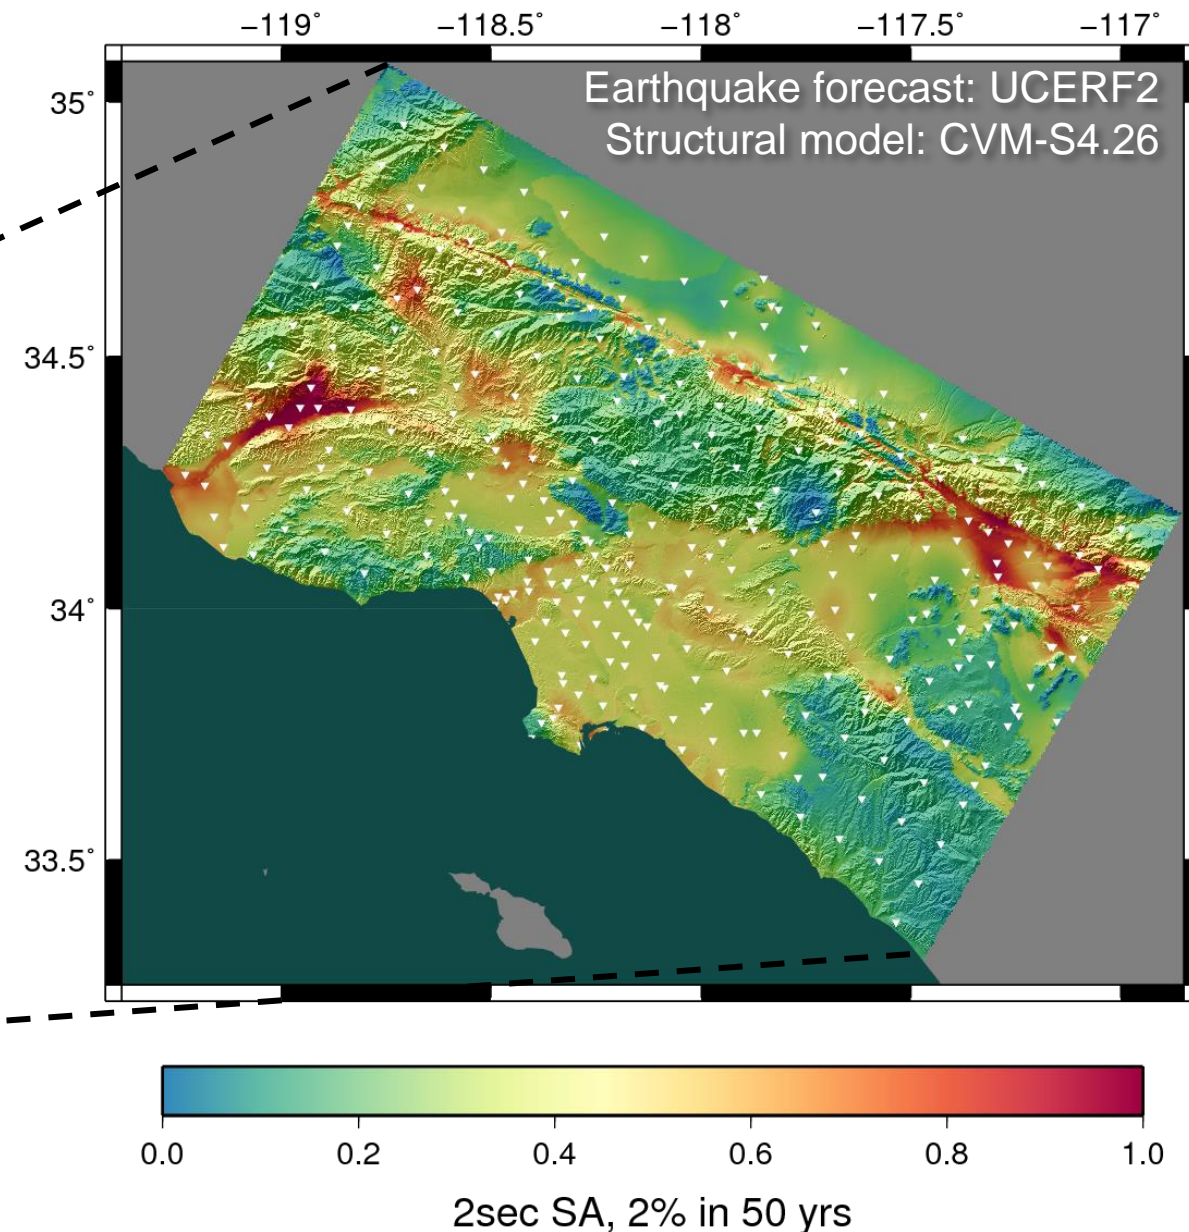 −119˚ −118.5˚ −118˚ −117.5˚ −117˚
Earthquake forecast: UCERF2
Structural model: CVM-S4.26
35˚
34.5˚
34˚
33.5˚
0.0 0.2 0.4 0.6 0.8 1.0
2sec SA, 2% in 50 yrs